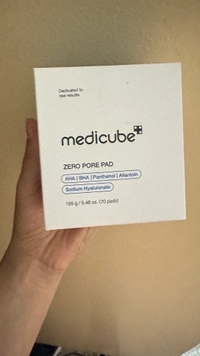 Dedicated to
real results
medicube
ZERO PORE PAD
AHA | BHA | Panthenol | Allantoin
Sodium Hyaluronate
155 g / 5.46 oz. (70 pads)